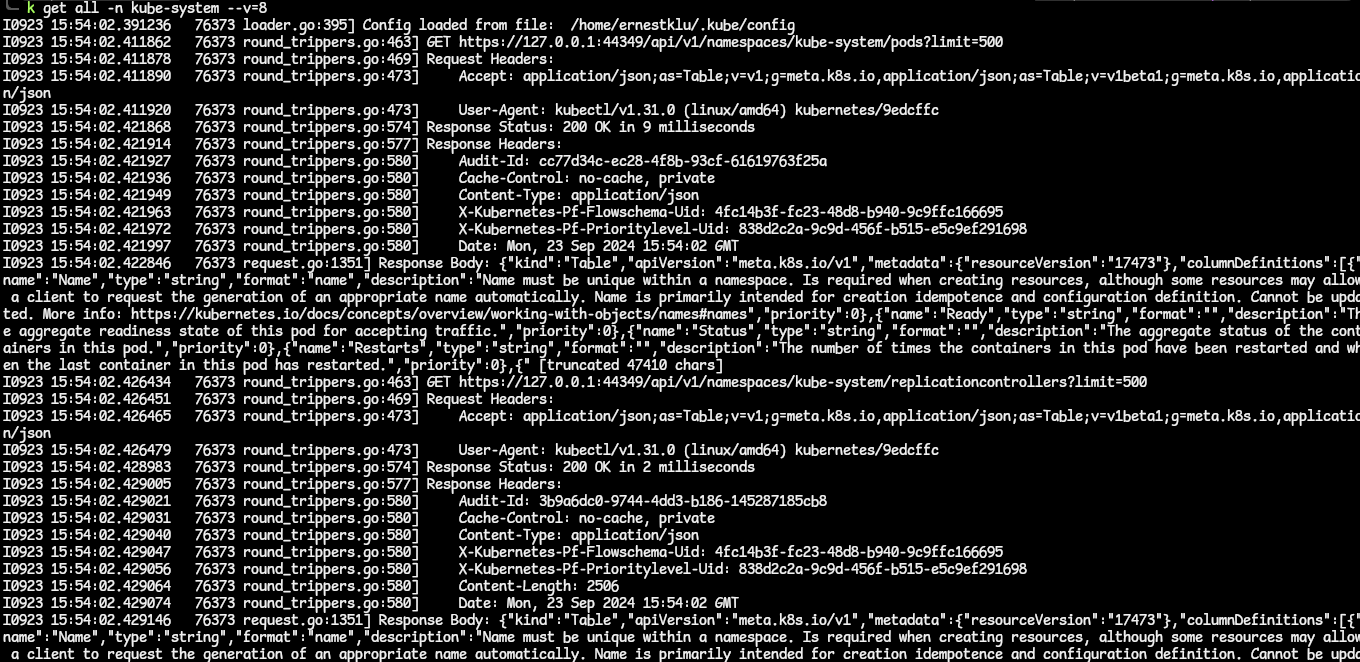 k get all -n kube-system --v=8
I0923 15:54:02.391236   76373 loader.go:395] Config loaded from file:  /home/ernestklu/.kube/config
I0923 15:54:02.411862   76373 round_trippers.go:463] GET https://127.0.0.1:44349/api/v1/namespaces/kube-system/pods?limit=500
I0923 15:54:02.411878   76373 round_trippers.go:469] Request Headers:
I0923 15:54:02.411890   76373 round_trippers.go:473]     Accept: application/json;as=Table;v=v1;g=meta.k8s.io,application/json;as=Table;v=v1beta1;g=meta.k8s.io,applicatio
n/json
I0923 15:54:02.411920   76373 round_trippers.go:473]     User-Agent: kubectl/v1.31.0 (linux/amd64) kubernetes/9edcffc
I0923 15:54:02.421868   76373 round_trippers.go:574] Response Status: 200 OK in 9 milliseconds
I0923 15:54:02.421914   76373 round_trippers.go:577] Response Headers:
I0923 15:54:02.421927   76373 round_trippers.go:580]     Audit-Id: cc77d34c-ec28-4f8b-93cf-61619763f25a
I0923 15:54:02.421936   76373 round_trippers.go:580]     Cache-Control: no-cache, private
I0923 15:54:02.421949   76373 round_trippers.go:580]     Content-Type: application/json
I0923 15:54:02.421963   76373 round_trippers.go:580]     X-Kubernetes-Pf-Flowschema-Uid: 4fc14b3f-fc23-48d8-b940-9c9ffc166695
I0923 15:54:02.421972   76373 round_trippers.go:580]     X-Kubernetes-Pf-Prioritylevel-Uid: 838d2c2a-9c9d-456f-b515-e5c9ef291698
I0923 15:54:02.421997   76373 round_trippers.go:580]     Date: Mon, 23 Sep 2024 15:54:02 GMT
I0923 15:54:02.422846   76373 request.go:1351] Response Body: {"kind":"Table","apiVersion":"meta.k8s.io/v1","metadata":{"resourceVersion":"17473"},"columnDefinitions":[{"
name":"Name","type":"string","format":"name","description":"Name must be unique within a namespace. Is required when creating resources, although some resources may allow
 a client to request the generation of an appropriate name automatically. Name is primarily intended for creation idempotence and configuration definition. Cannot be upda
ted. More info: https://kubernetes.io/docs/concepts/overview/working-with-objects/names#names","priority":0},{"name":"Ready","type":"string","format":"","description":"Th
e aggregate readiness state of this pod for accepting traffic.","priority":0},{"name":"Status","type":"string","format":"","description":"The aggregate status of the cont
ainers in this pod.","priority":0},{"name":"Restarts","type":"string","format":"","description":"The number of times the containers in this pod have been restarted and wh
en the last container in this pod has restarted.","priority":0},{" [truncated 47410 chars]
I0923 15:54:02.426434   76373 round_trippers.go:463] GET https://127.0.0.1:44349/api/v1/namespaces/kube-system/replicationcontrollers?limit=500
I0923 15:54:02.426451   76373 round_trippers.go:469] Request Headers:
I0923 15:54:02.426465   76373 round_trippers.go:473]     Accept: application/json;as=Table;v=v1;g=meta.k8s.io,application/json;as=Table;v=v1beta1;g=meta.k8s.io,applicatio
n/json
I0923 15:54:02.426479   76373 round_trippers.go:473]     User-Agent: kubectl/v1.31.0 (linux/amd64) kubernetes/9edcffc
I0923 15:54:02.428983   76373 round_trippers.go:574] Response Status: 200 OK in 2 milliseconds
I0923 15:54:02.429005   76373 round_trippers.go:577] Response Headers:
I0923 15:54:02.429021   76373 round_trippers.go:580]     Audit-Id: 3b9a6dc0-9744-4dd3-b186-145287185cb8
I0923 15:54:02.429031   76373 round_trippers.go:580]     Cache-Control: no-cache, private
I0923 15:54:02.429040   76373 round_trippers.go:580]     Content-Type: application/json
I0923 15:54:02.429047   76373 round_trippers.go:580]     X-Kubernetes-Pf-Flowschema-Uid: 4fc14b3f-fc23-48d8-b940-9c9ffc166695
I0923 15:54:02.429056   76373 round_trippers.go:580]     X-Kubernetes-Pf-Prioritylevel-Uid: 838d2c2a-9c9d-456f-b515-e5c9ef291698
I0923 15:54:02.429064   76373 round_trippers.go:580]     Content-Length: 2506
I0923 15:54:02.429074   76373 round_trippers.go:580]     Date: Mon, 23 Sep 2024 15:54:02 GMT
I0923 15:54:02.429146   76373 request.go:1351] Response Body: {"kind":"Table","apiVersion":"meta.k8s.io/v1","metadata":{"resourceVersion":"17473"},"columnDefinitions":[{"
name":"Name","type":"string","format":"name","description":"Name must be unique within a namespace. Is required when creating resources, although some resources may allow
 a client to request the generation of an appropriate name automatically. Name is primarily intended for creation idempotence and configuration definition. Cannot be upda